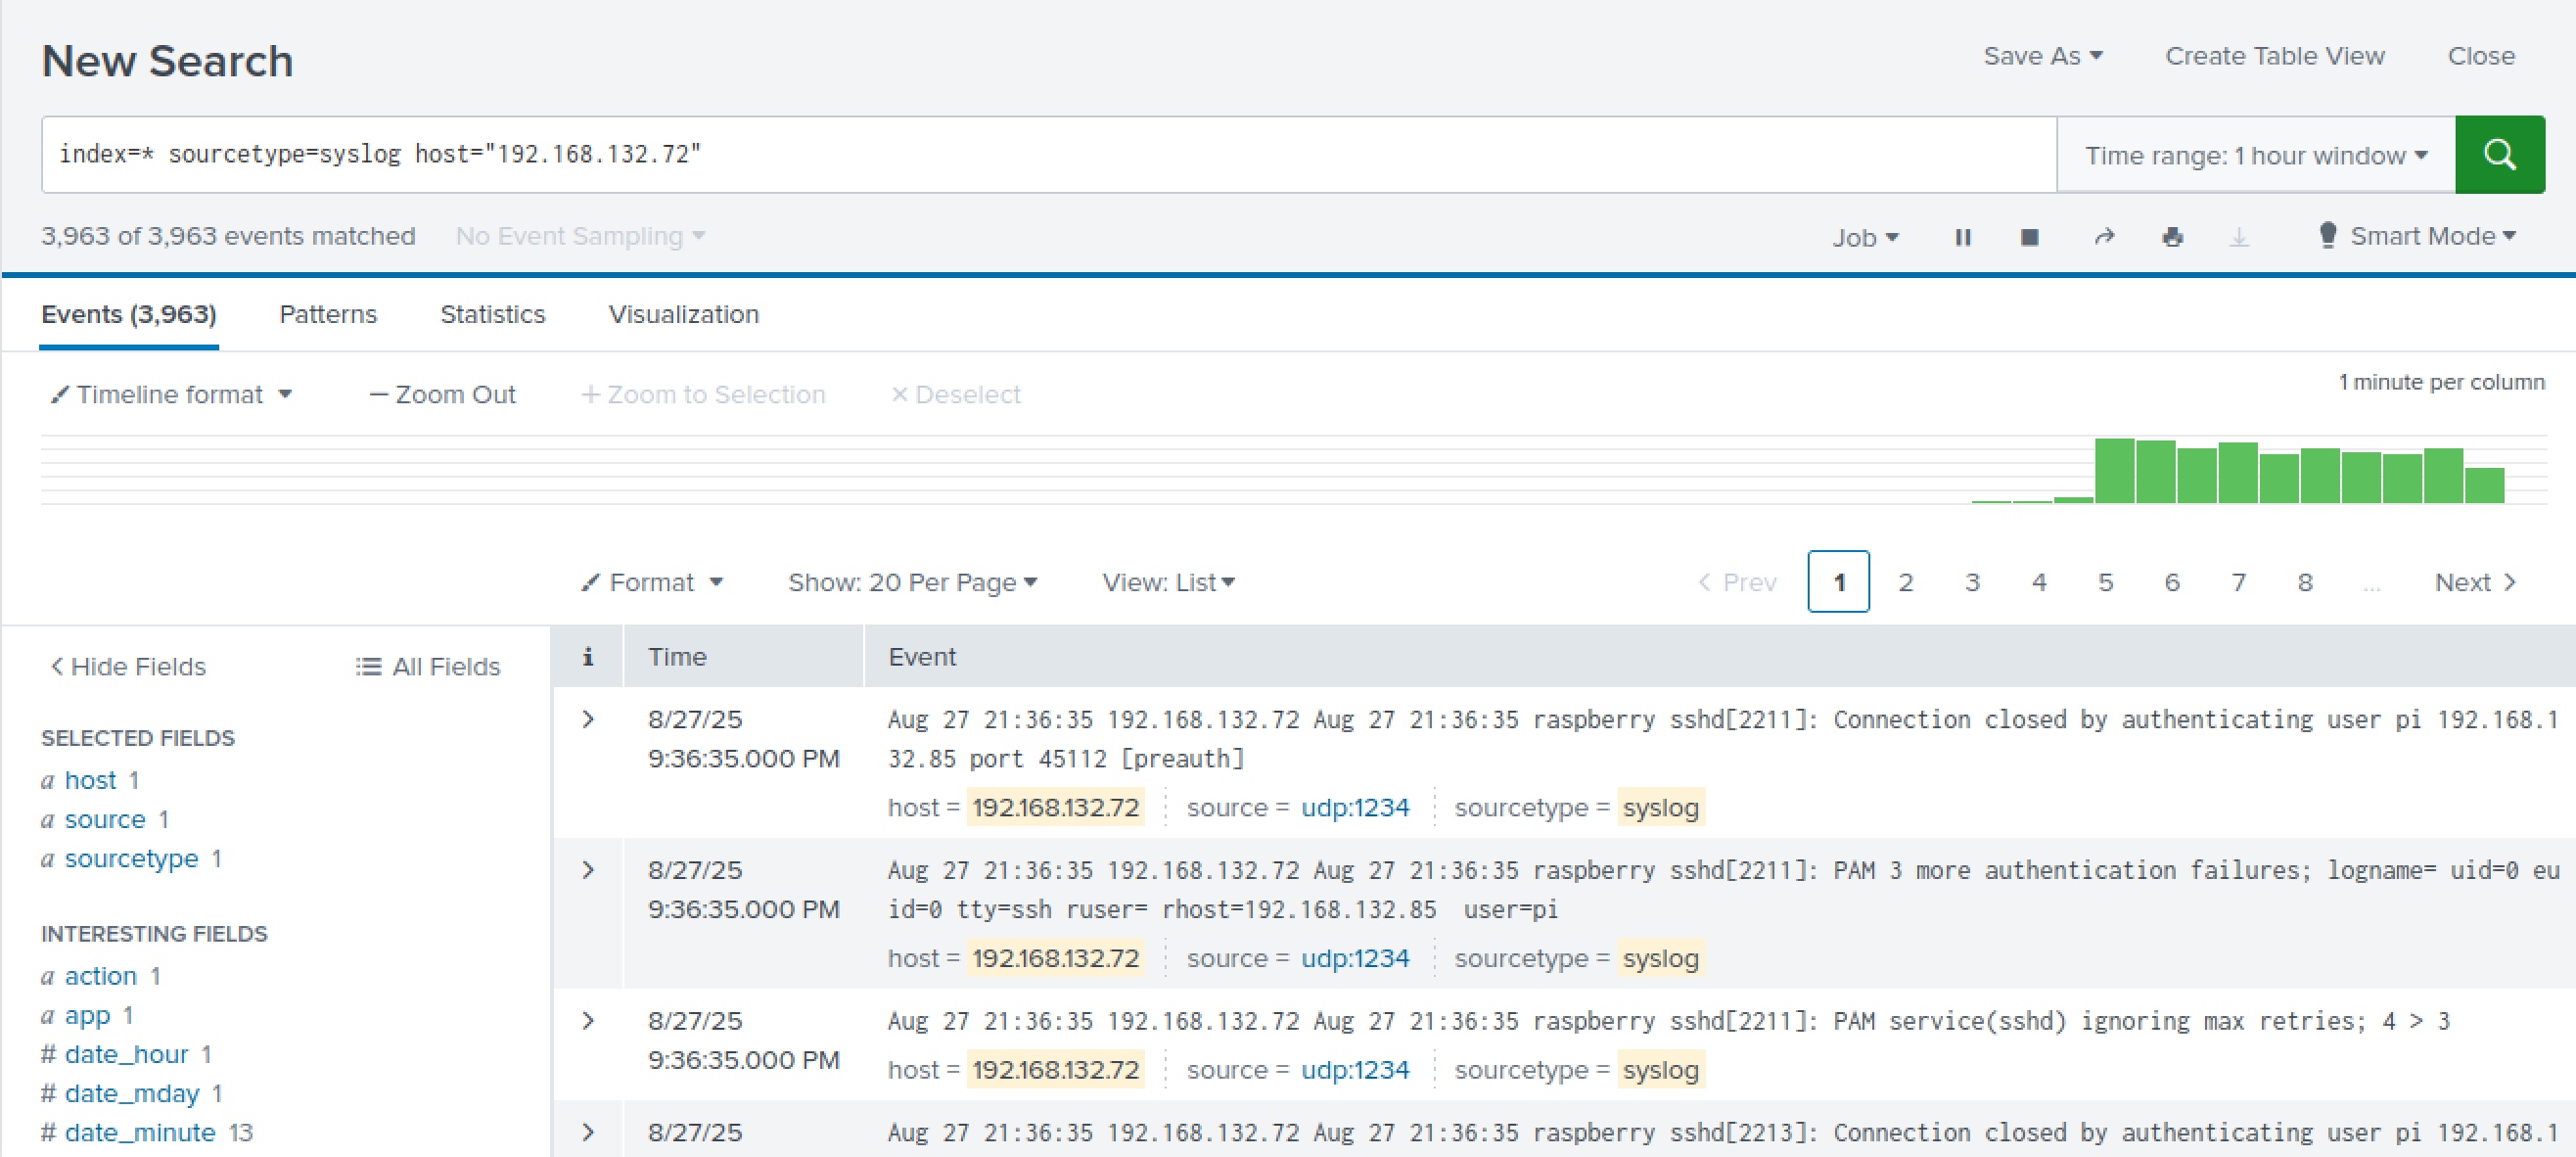 New Search
Save As
Create Table View
Close
index=* sourcetype=syslog host="192.168.132.72"
Time range: 1 hour window
3,963 of 3,963 events matched
No Event Sampling
Job
Smart Mode
Events (3,963)
Patterns
Statistics
Visualization
Timeline format
— Zoom Out
+ Zoom to Selection
× Deselect
1 minute per column
Format
Show: 20 Per Page
View: List
< Prev
1
2
3
4
5
6
7
8
...
Next >
< Hide Fields
All Fields
SELECTED FIELDS
a host 1
a source 1
a sourcetype 1
INTERESTING FIELDS
a action 1
a app 1
# date_hour 1
# date_mday 1
# date_minute 13
i
Time
Event
> 8/27/25
9:36:35.000 PM
Aug 27 21:36:35 192.168.132.72 Aug 27 21:36:35 raspberry sshd[2211]: Connection closed by authenticating user pi 192.168.1
32.85 port 45112 [preauth]
host = 192.168.132.72 source = udp:1234 sourcetype = syslog
> 8/27/25
9:36:35.000 PM
Aug 27 21:36:35 192.168.132.72 Aug 27 21:36:35 raspberry sshd[2211]: PAM 3 more authentication failures; logname= uid=0 eu
id=0 tty=ssh ruser= rhost=192.168.132.85  user=pi
host = 192.168.132.72 source = udp:1234 sourcetype = syslog
> 8/27/25
9:36:35.000 PM
Aug 27 21:36:35 192.168.132.72 Aug 27 21:36:35 raspberry sshd[2211]: PAM service(sshd) ignoring max retries; 4 > 3
host = 192.168.132.72 source = udp:1234 sourcetype = syslog
> 8/27/25
Aug 27 21:36:35 192.168.132.72 Aug 27 21:36:35 raspberry sshd[2213]: Connection closed by authenticating user pi 192.168.1